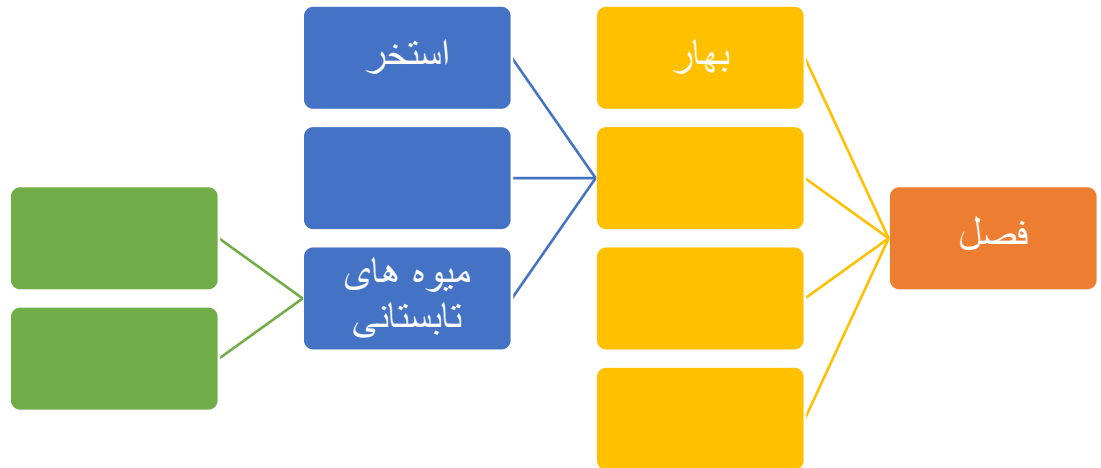 فصل
بهار
استخر
میوه های
تابستانی